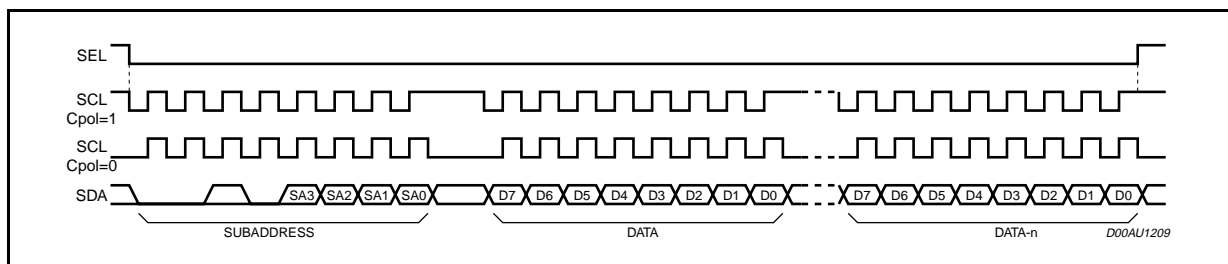 SEL
SCL
Cpol=1
SCL
Cpol=0
SDA SA3 SA2 SA1 SA0 D7 D6 D5 D4 D3 D2 D1 D0 D7 D6 D5 D4 D3 D2 D1 D0
SUBADDRESS DATA DATA-n D00AU1209